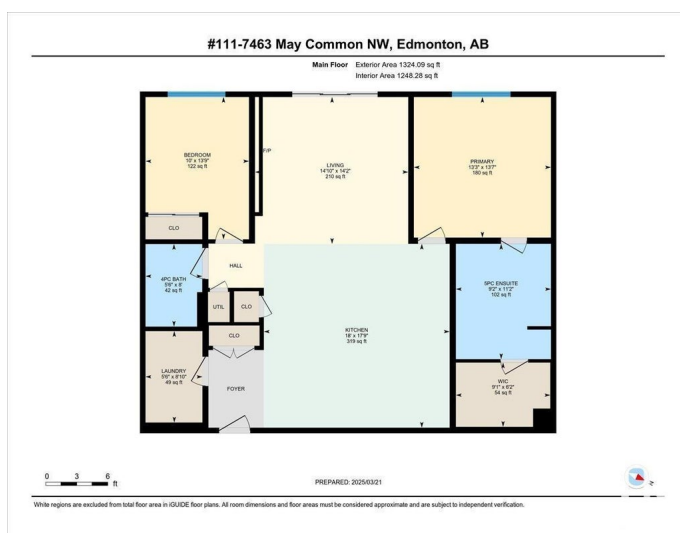 #111-7463 May Common NW, Edmonton, AB
Main Floor Exterior Area 1324.09 sq ft
Interior Area 1248.28 sq ft
BEDROOM
10' x 13'9"
122 sq ft
F/P
LIVING
14'10" x 14'2"
210 sq ft
PRIMARY
13'3" x 13'7"
180 sq ft
CLO
HALL
4PC BATH
5'6" x 8'
42 sq ft
5PC ENSUITE
9'2" x 11'2"
102 sq ft
UTIL
CLO
CLO
KITCHEN
18' x 17'9"
319 sq ft
LAUNDRY
5'6" x 8'10"
49 sq ft
FOYER
WIC
9'1" x 6'2"
54 sq ft
0 3 6
ft
PREPARED: 2025/03/21
N
White regions are excluded from total floor area in iGUIDE floor plans. All room dimensions and floor areas must be considered approximate and are subject to independent verification.